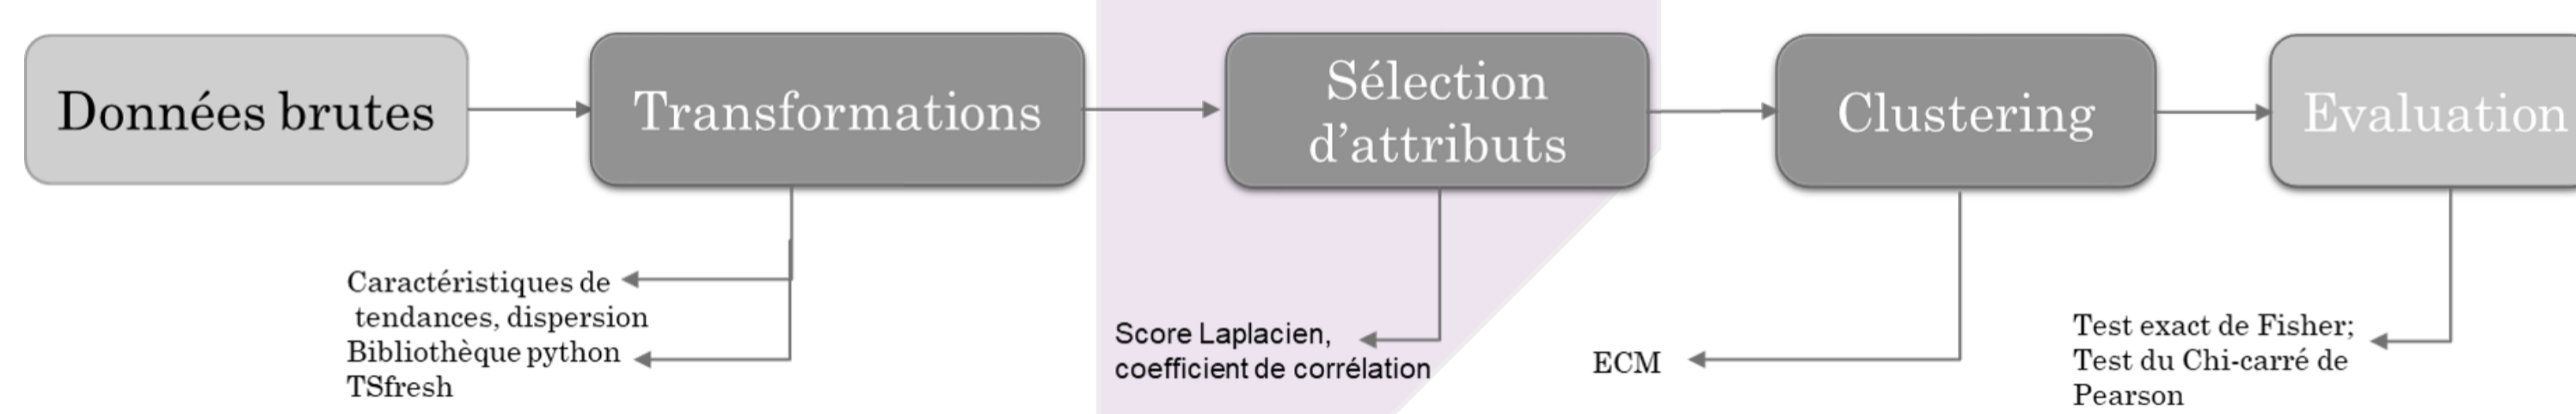 Données brutes
Transformations
Sélection
d'attributs
Clustering
Evaluation
Caractéristiques de
tendances, dispersion
Bibliothèque python
TSfresh
Score Laplacien,
coefficient de corrélation
ECM
Test exact de Fisher;
Test du Chi-carré de
Pearson